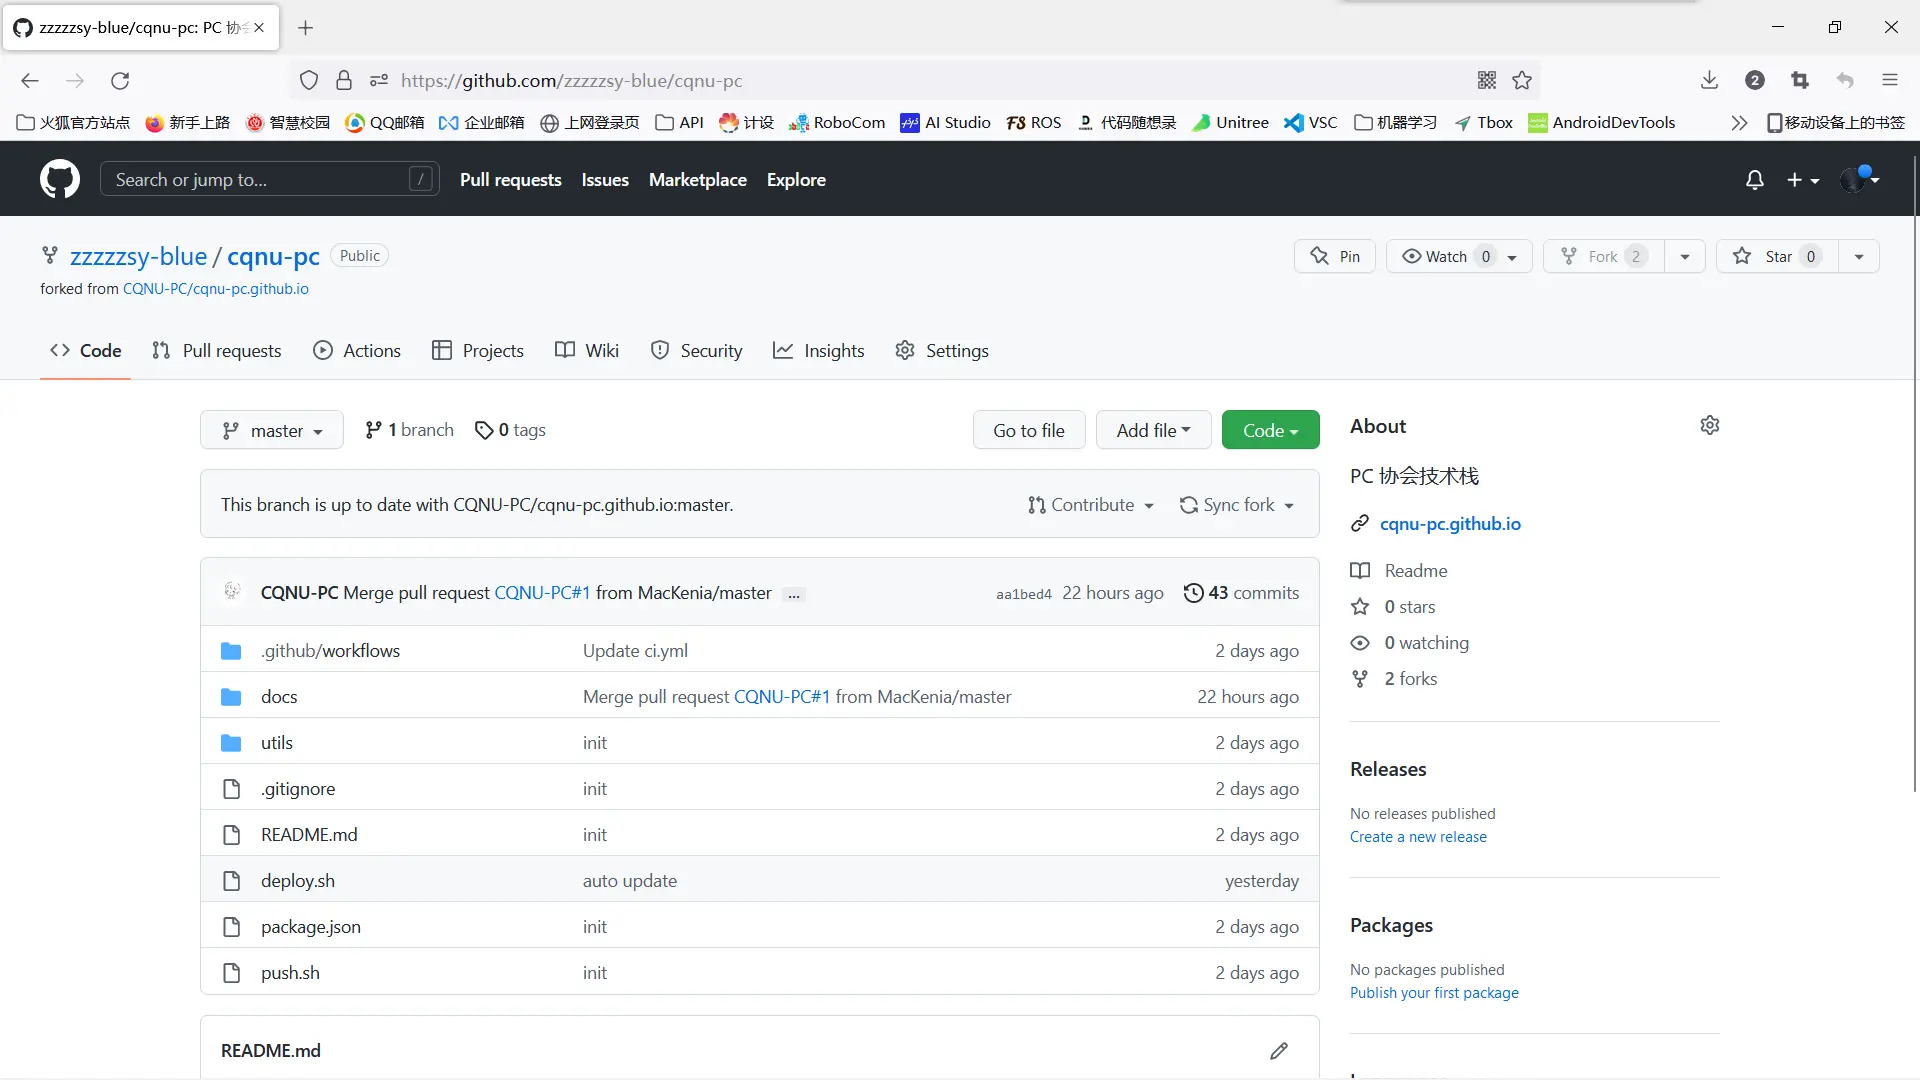 zzzzzsy-blue/cqnu-pc: PC 协
https://github.com/zzzzzsy-blue/cqnu-pc
2
火狐官方站点 新手上路 智慧校园 QQ邮箱 企业邮箱 上网登录页 API 计设 RoboCom AI Studio ROS 代码随想录 Unitree VSC 机器学习 Tbox AndroidDevTools 移动设备上的书签
Search or jump to... / Pull requests Issues Marketplace Explore
zzzzzsy-blue / cqnu-pc Public
Pin Watch 0 Fork 2 Star 0
forked from CQNU-PC/cqnu-pc.github.io
Code Pull requests Actions Projects Wiki Security Insights Settings
master 1 branch 0 tags Go to file Add file Code
This branch is up to date with CQNU-PC/cqnu-pc.github.io:master. Contribute Sync fork
CQNU-PC Merge pull request CQNU-PC#1 from MacKenia/master ... aa1bed4 22 hours ago 43 commits
.github/workflows Update ci.yml 2 days ago
docs Merge pull request CQNU-PC#1 from MacKenia/master 22 hours ago
utils init 2 days ago
.gitignore init 2 days ago
README.md init 2 days ago
deploy.sh auto update yesterday
package.json init 2 days ago
push.sh init 2 days ago
README.md
About
PC 协会技术栈
cqnu-pc.github.io
Readme
0 stars
0 watching
2 forks
Releases
No releases published
Create a new release
Packages
No packages published
Publish your first package